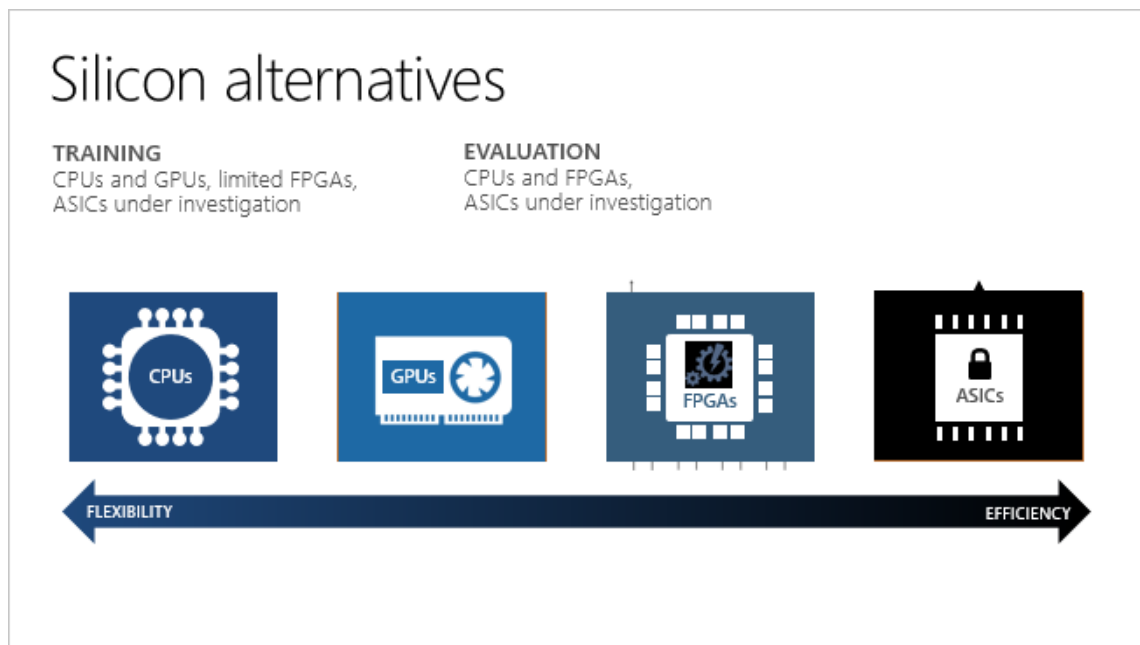 Silicon alternatives
TRAINING
CPUs and GPUs, limited FPGAs,
ASICs under investigation
EVALUATION
CPUs and FPGAs,
ASICs under investigation
CPUs
GPUs
FPGAs
ASICs
FLEXIBILITY
EFFICIENCY